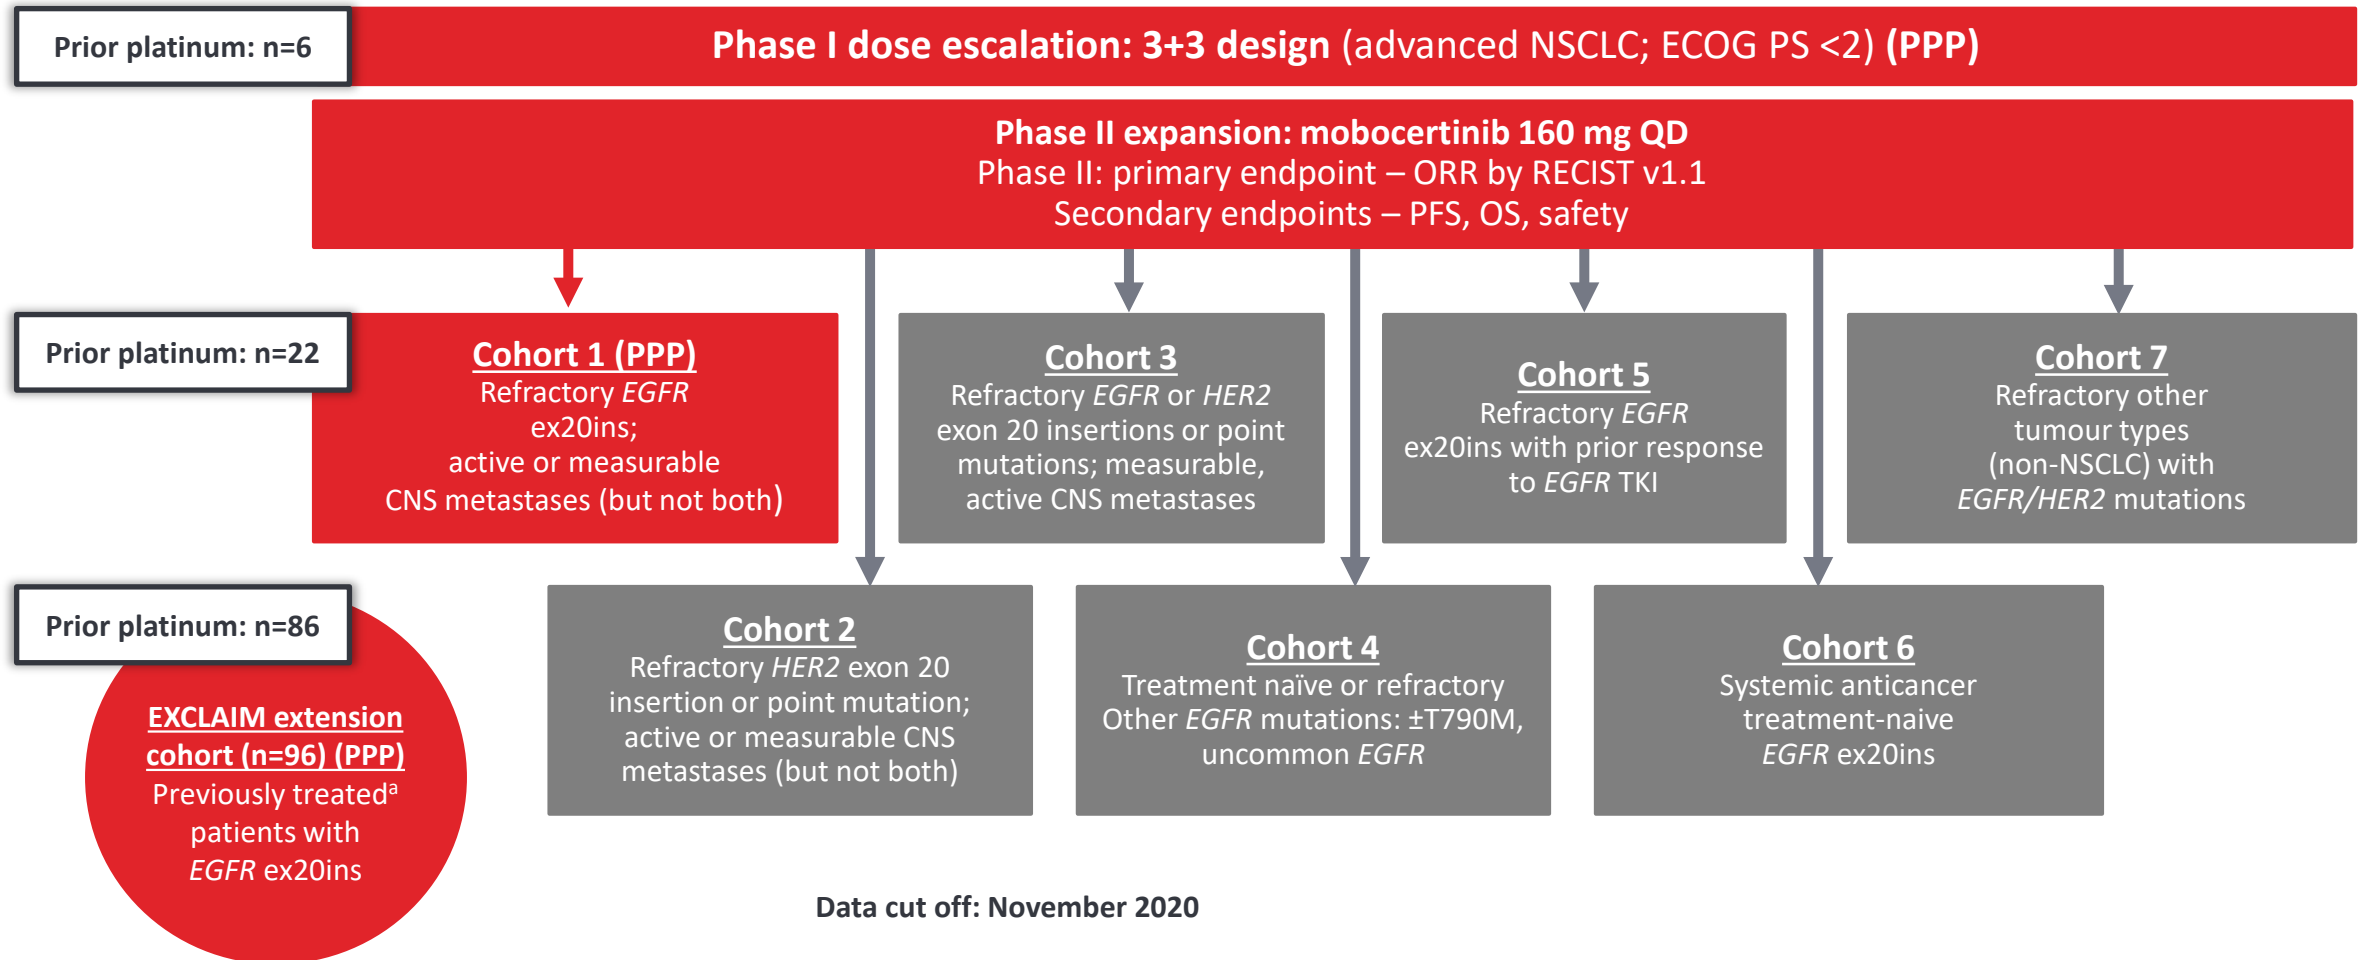 Prior platinum: n=6
Phase I dose escalation: 3+3 design (advanced NSCLC; ECOG PS <2) (PPP)
Phase II expansion: mobocertinib 160 mg QD
Phase II: primary endpoint – ORR by RECIST v1.1
Secondary endpoints – PFS, OS, safety
Prior platinum: n=22
Cohort 1 (PPP)
Refractory EGFR
ex20ins;
active or measurable
CNS metastases (but not both)
Cohort 3
Refractory EGFR or HER2
exon 20 insertions or point
mutations; measurable,
active CNS metastases
Cohort 5
Refractory EGFR
ex20ins with prior response
to EGFR TKI
Cohort 7
Refractory other
tumour types
(non-NSCLC) with
EGFR/HER2 mutations
Prior platinum: n=86
EXCLAIM extension
cohort (n=96) (PPP)
Previously treatedᵃ
patients with
EGFR ex20ins
Cohort 2
Refractory HER2 exon 20
insertion or point mutation;
active or measurable CNS
metastases (but not both)
Cohort 4
Treatment naïve or refractory
Other EGFR mutations: ±T790M,
uncommon EGFR
Cohort 6
Systemic anticancer
treatment-naive
EGFR ex20ins
Data cut off: November 2020